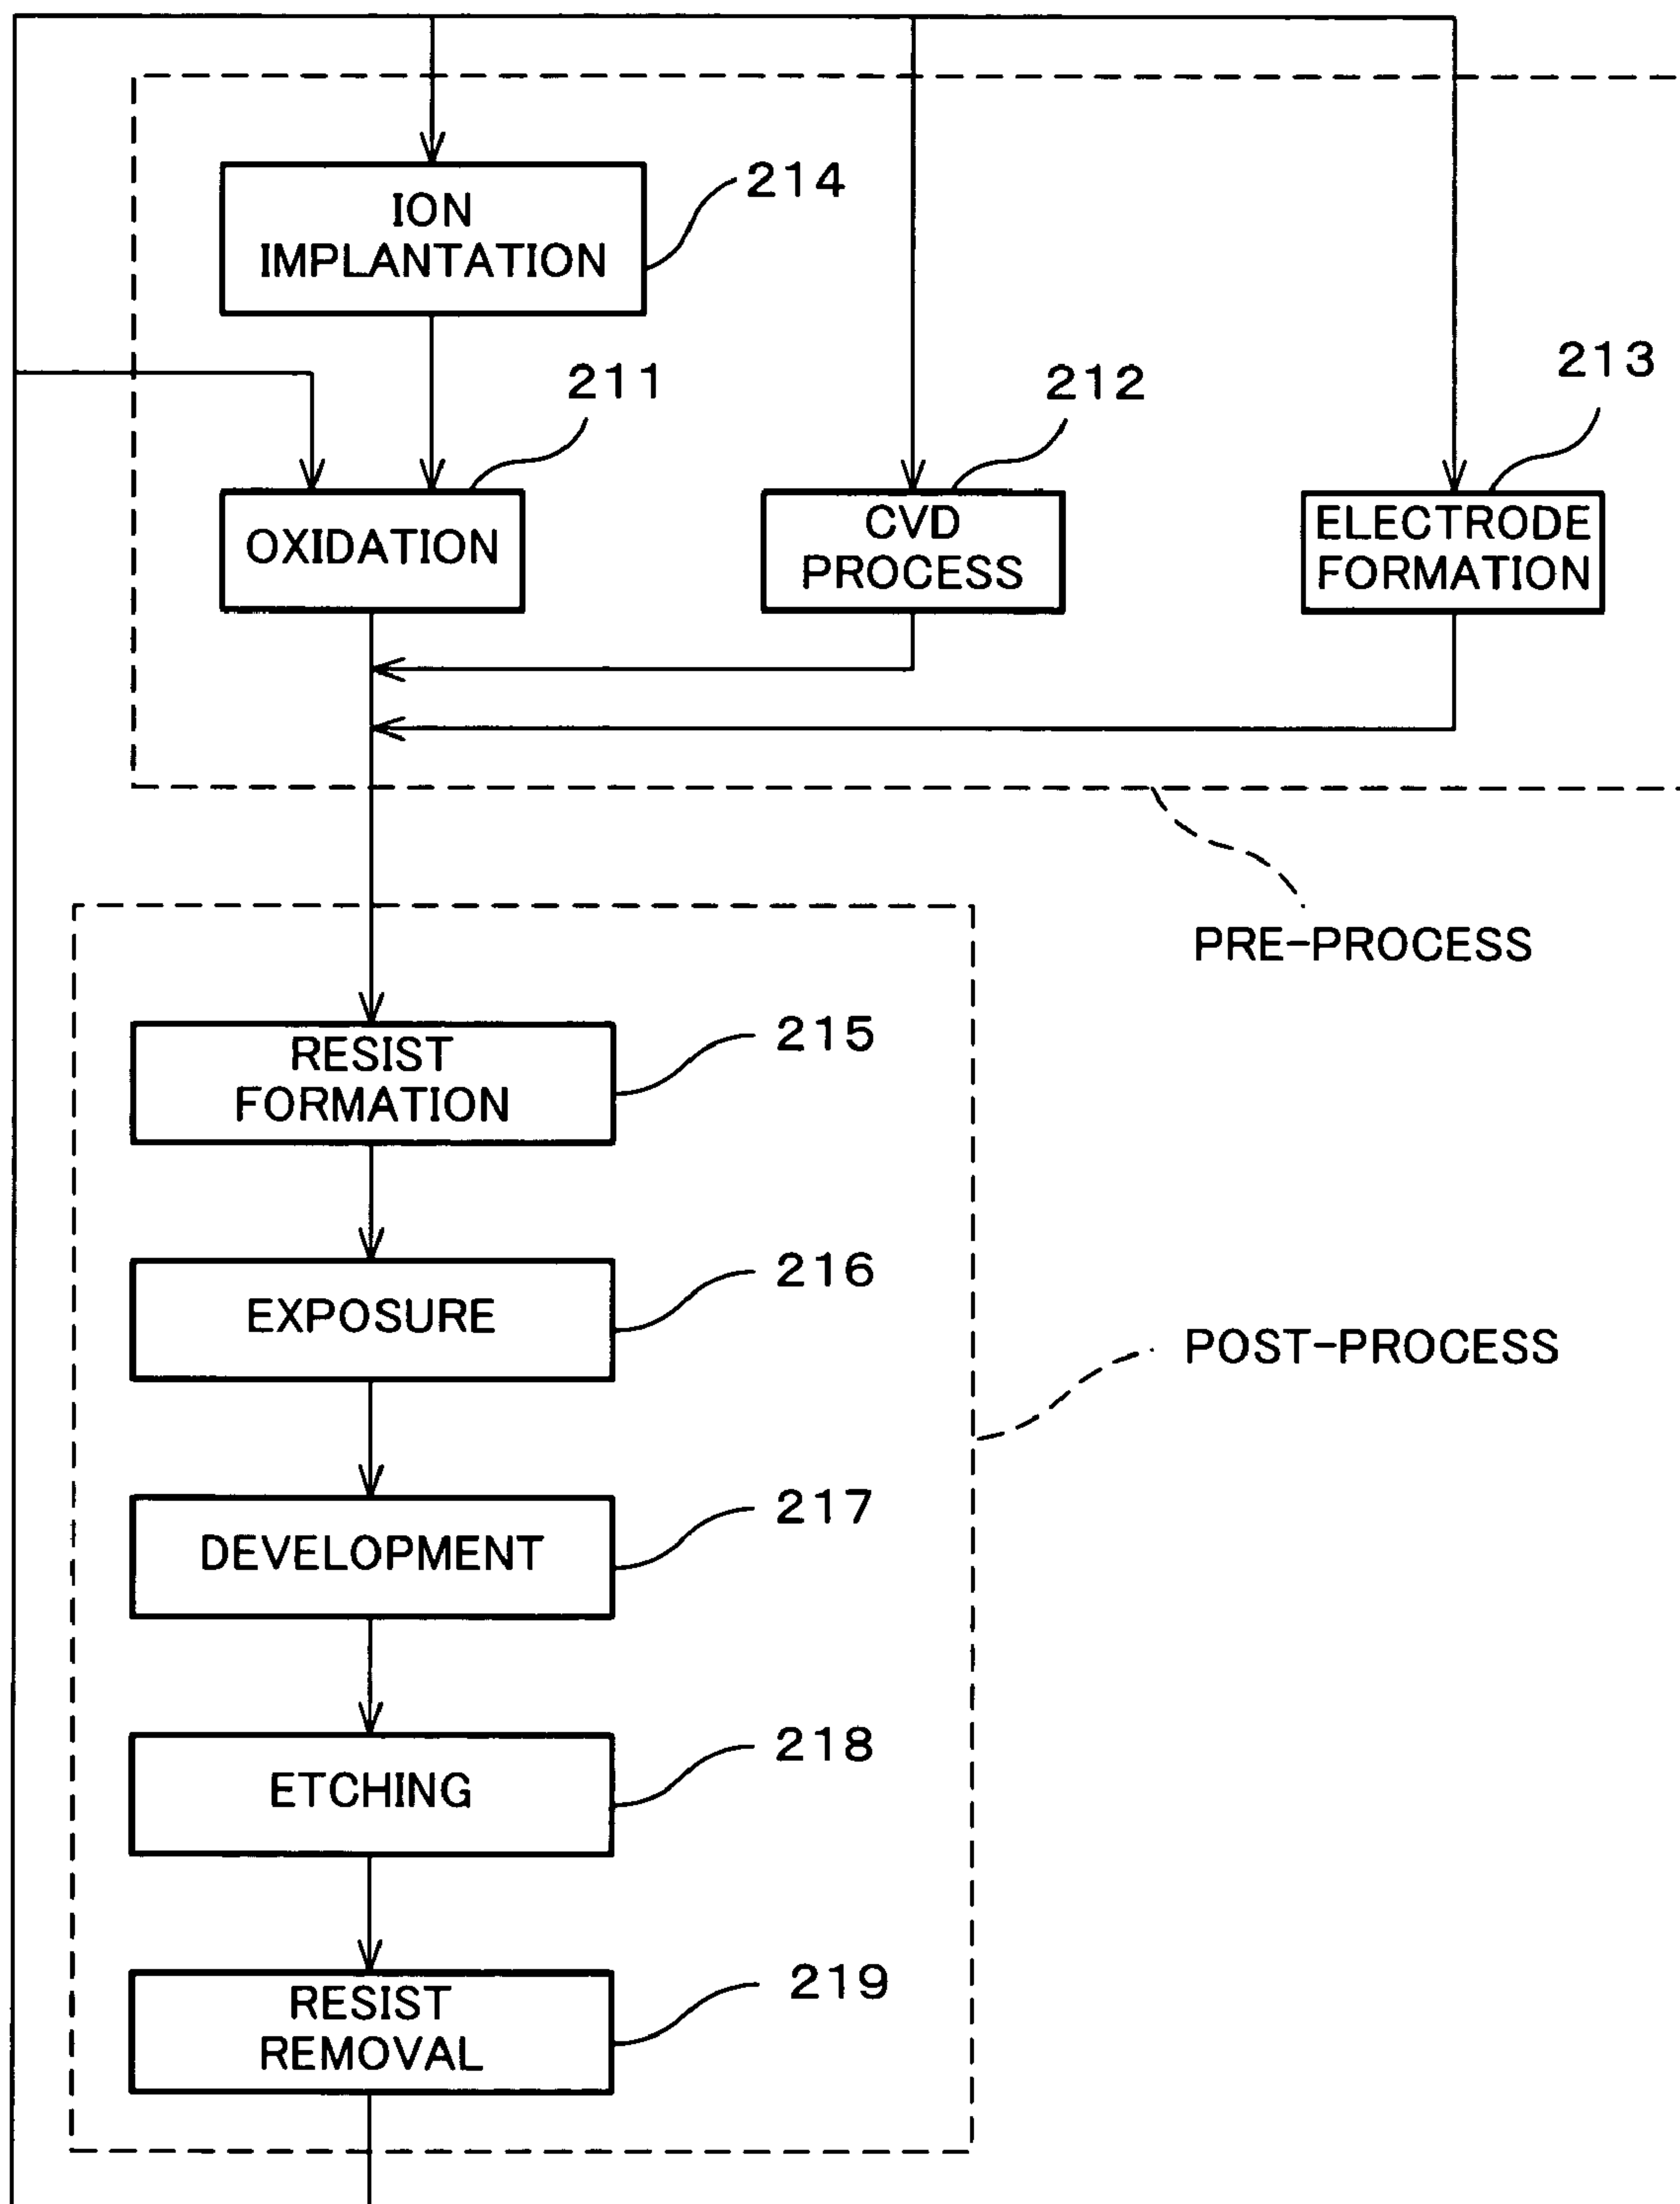 214
ION
IMPLANTATION
211
212
213
OXIDATION
CVD
PROCESS
ELECTRODE
FORMATION
PRE-PROCESS
215
RESIST
FORMATION
216
EXPOSURE
POST-PROCESS
217
DEVELOPMENT
218
ETCHING
219
RESIST
REMOVAL